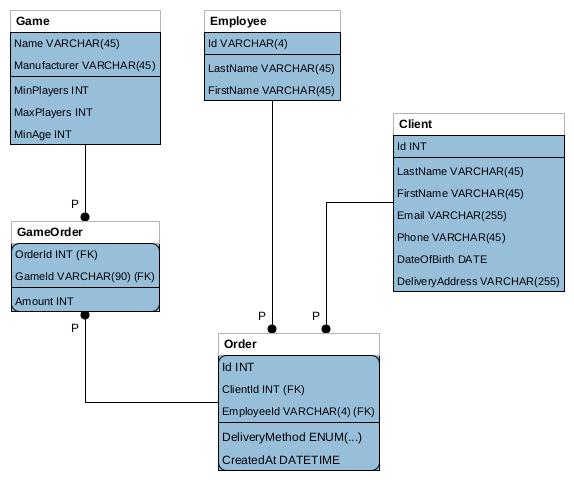 Game
Name VARCHAR(45)
Manufacturer VARCHAR(45)
MinPlayers INT
MaxPlayers INT
MinAge INT
Employee
Id VARCHAR(4)
LastName VARCHAR(45)
FirstName VARCHAR(45)
Client
Id INT
LastName VARCHAR(45)
FirstName VARCHAR(45)
Email VARCHAR(255)
Phone VARCHAR(45)
DateOfBirth DATE
DeliveryAddress VARCHAR(255)
P
GameOrder
OrderId INT (FK)
GameId VARCHAR(90) (FK)
Amount INT
P
P
P
Order
Id INT
ClientId INT (FK)
EmployeeId VARCHAR(4) (FK)
DeliveryMethod ENUM(...)
CreatedAt DATETIME